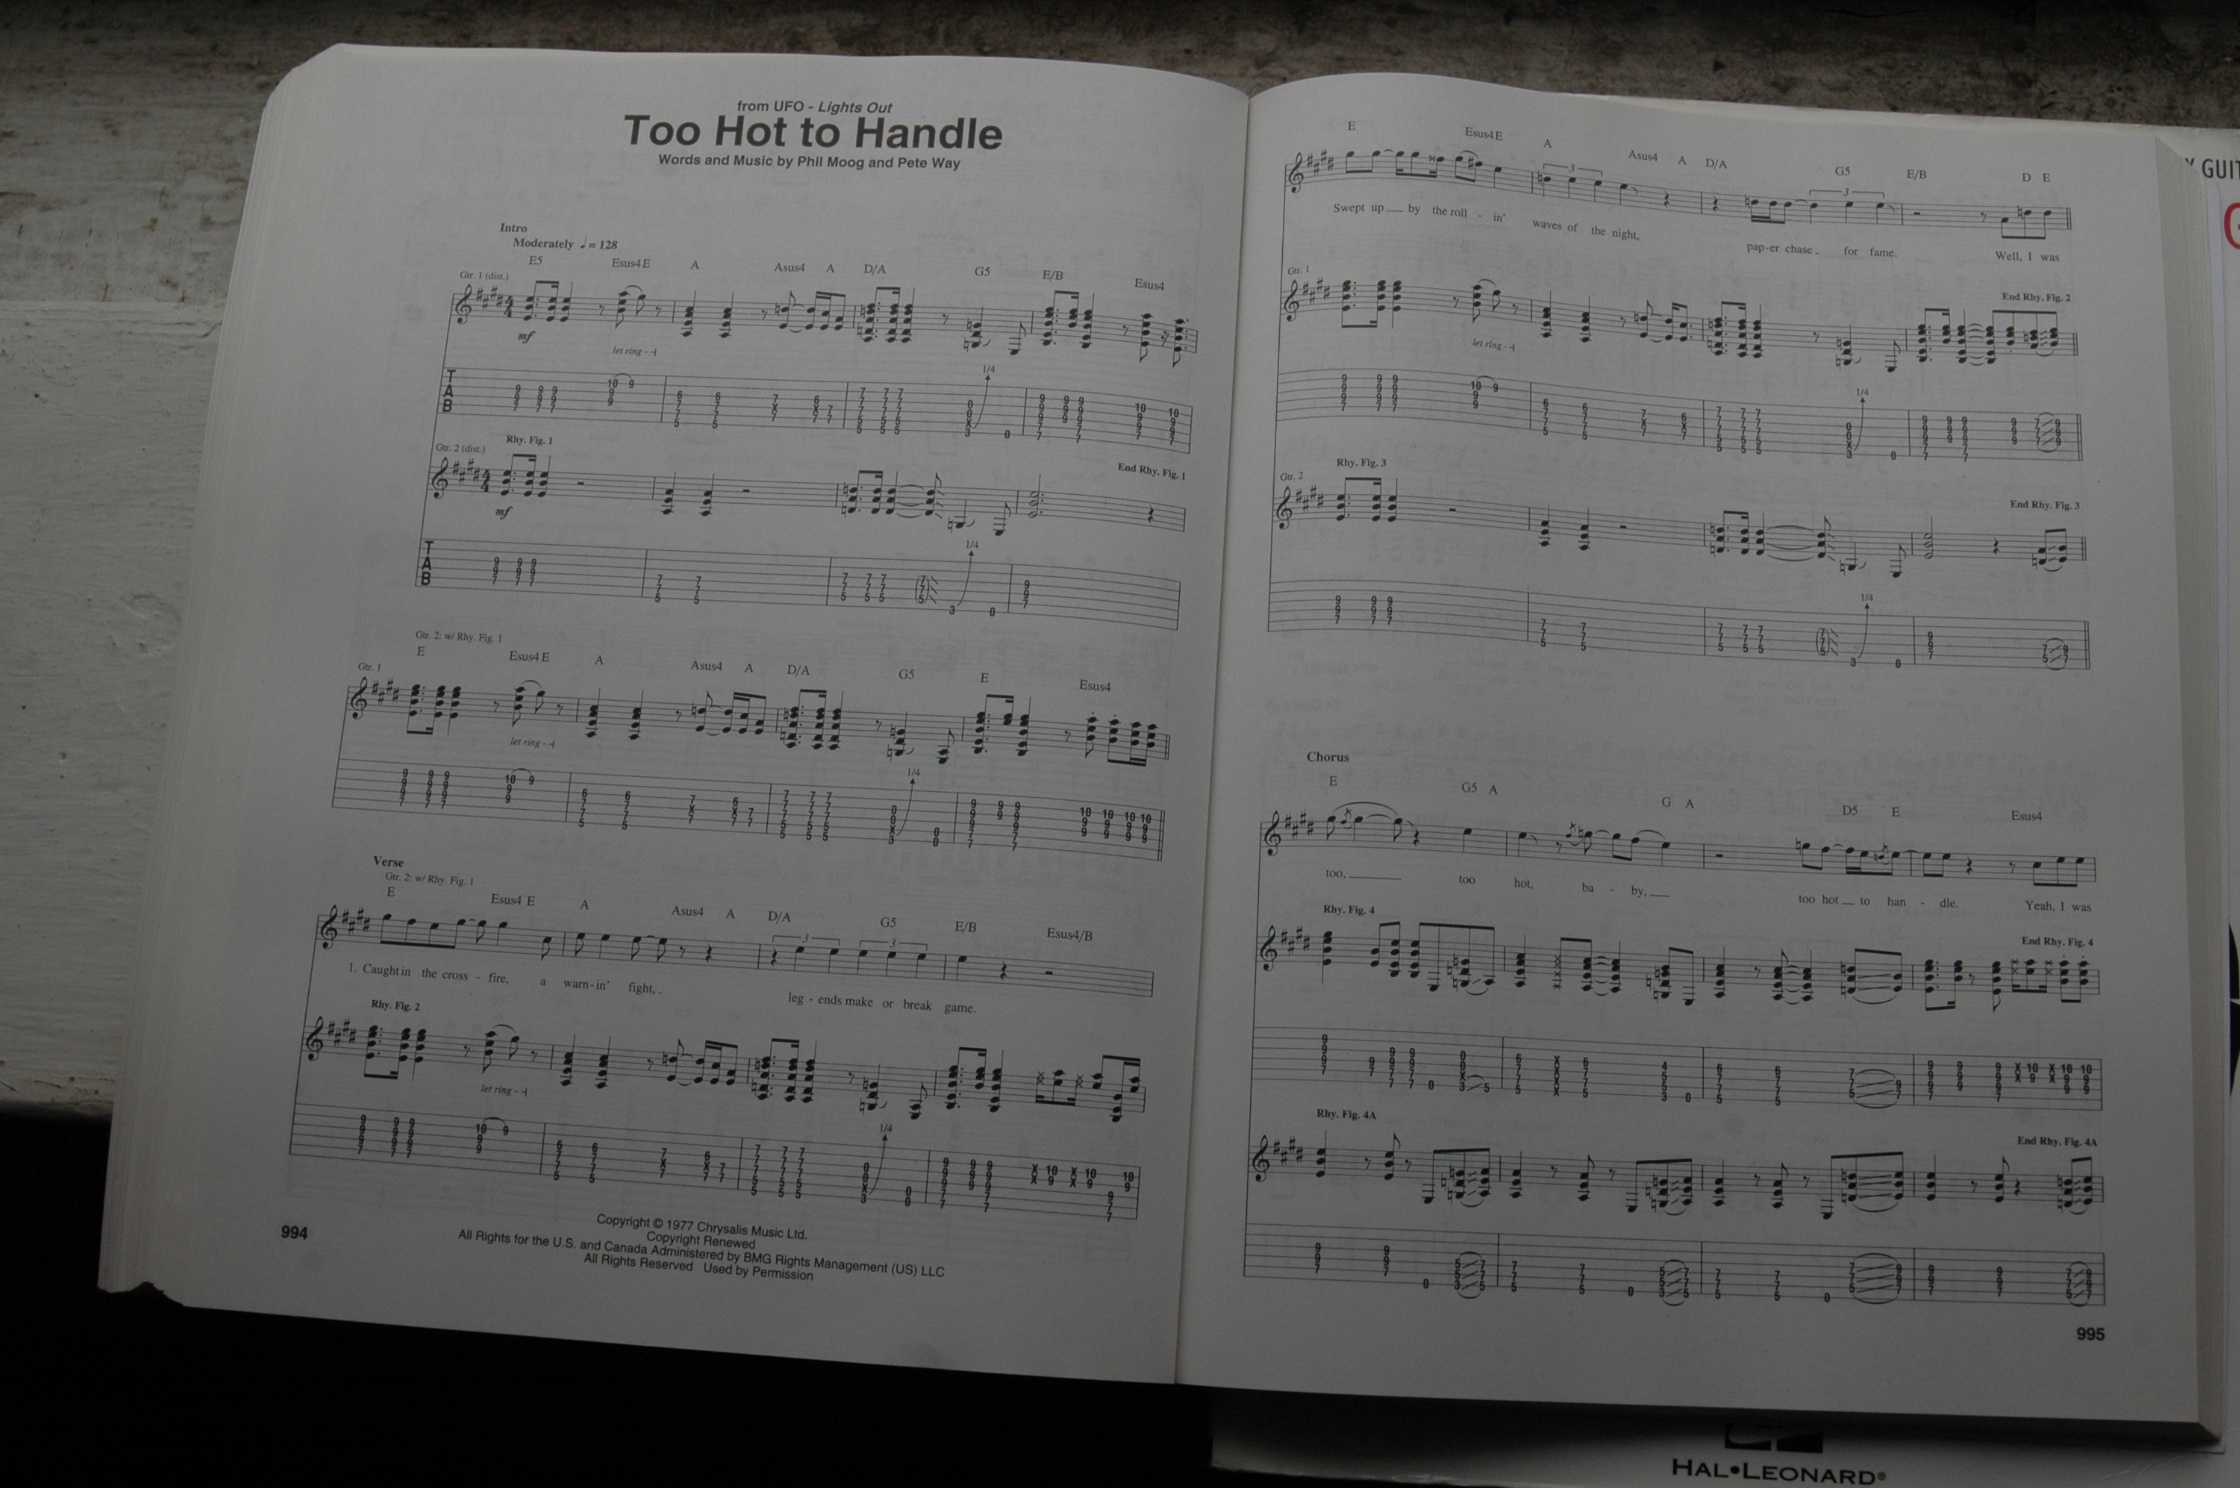 from UFO - Lights Out
Too Hot to Handle
Words and Music by Phil Moog and Pete Way
Intro
Moderately ♩ = 128
E5 Esus4 E A Asus4 A D/A G5 E/B Esus4
Gtr. 1 (dist.)
mf
let ring
1/4
T
A
B
Rhy. Fig. 1
End Rhy. Fig. 1
Gtr. 2 (dist.)
mf
1/4
T
A
B
Gtr. 2: w/ Rhy. Fig. 1
E Esus4 E A Asus4 A D/A G5 E Esus4
Gtr. 1
let ring
1/4
Verse
Gtr. 2: w/ Rhy. Fig. 1
E Esus4 E A Asus4 A D/A G5 E/B Esus4/B
1. Caught in the cross - fire, a warn-in' fight, leg - ends make or break game.
Rhy. Fig. 2
let ring
1/4
Copyright © 1977 Chrysalis Music Ltd.
Copyright Renewed
All Rights for the U.S. and Canada Administered by BMG Rights Management (US) LLC
All Rights Reserved Used by Permission
994
GUIT
E Esus4 E A Asus4 A D/A G5 E/B D E
Swept up by the roll - in' waves of the night, pap-er chase for fame. Well, I was
End Rhy. Fig. 2
Gtr. 1
let ring
1/4
Rhy. Fig. 3
End Rhy. Fig. 3
Gtr. 2
1/4
Chorus
E G5 A G A D5 E Esus4
too, too hot, ba - by, too hot to han - dle. Yeah, I was
Rhy. Fig. 4
End Rhy. Fig. 4
Rhy. Fig. 4A
End Rhy. Fig. 4A
995
HAL•LEONARD®